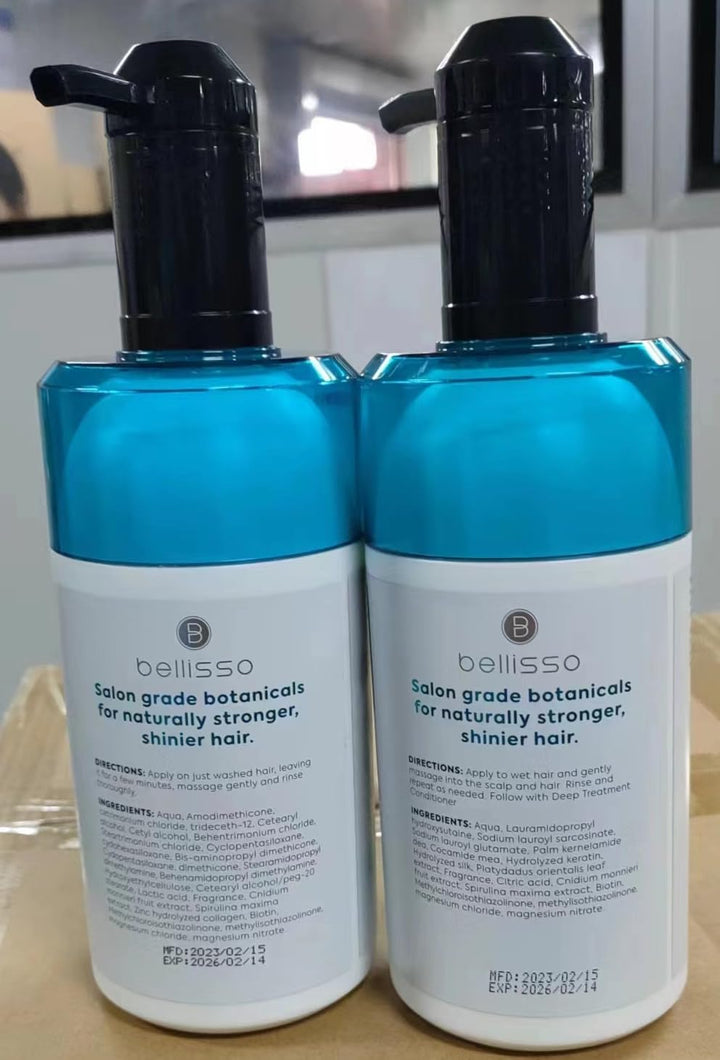 B
bellisso
Salon grade botanicals
for naturally stronger,
shinier hair.
DIRECTIONS: Apply on just washed hair, leaving
it for a few minutes, massage gently and rinse
thoroughly.
INGREDIENTS: Aqua, Amodimethicone,
cetrimonium chloride, trideceth-12, Cetearyl
alcohol, Cetyl alcohol, Behentrimonium chloride,
Steartrimonium chloride, Cyclopentasiloxane,
cyclohexasiloxane, Bis-aminopropyl dimethicone,
Cyclopentasiloxane, dimethicone, Stearamidopropyl
dimethylamine, Behenamidopropyl dimethylamine,
Hydroxyethylcellulose, Cetearyl alcohol/peg-20
stearate, Lactic acid, Fragrance, Cnidium
monnieri fruit extract, Spirulina maxima
extract, Zinc hydrolyzed collagen, Biotin,
Methylchloroisothiazolinone, methylisothiazolinone,
magnesium chloride, magnesium nitrate
MFD:2023/02/15
EXP:2026/02/14
B
bellisso
Salon grade botanicals
for naturally stronger,
shinier hair.
DIRECTIONS: Apply to wet hair and gently
massage into the scalp and hair. Rinse and
repeat as needed. Follow with Deep Treatment
Conditioner
INGREDIENTS: Aqua, Lauramidopropyl
hydroxysutaine, Sodium lauroyl sarcosinate,
Sodium lauroyl glutamate, Palm kernelamide
dea, Cocamide mea, Hydrolyzed keratin,
Hydrolyzed silk, Platydadus orientalis leaf
extract, Fragrance, Citric acid, Cnidium monnieri
fruit extract, Spirulina maxima extract, Biotin,
Methylchloroisothiazolinone, methylisothiazolinone
magnesium chloride, magnesium nitrate
MFD:2023/02/15
EXP:2026/02/14